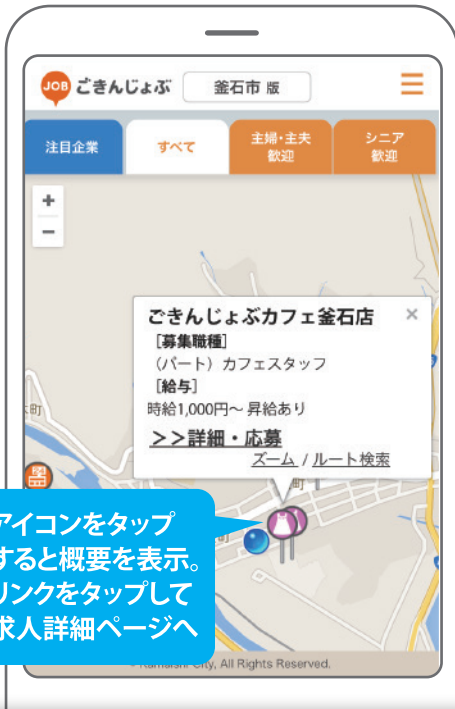 JOB ごきんじょぶ 釜石市 版
注目企業
すべて
主婦・主夫
歓迎
シニア
歓迎
+
−
ごきんじょぶカフェ釜石店 ×
［募集職種］
（パート）カフェスタッフ
［給与］
時給1,000円〜 昇給あり
>>詳細・応募
ズーム / ルート検索
町
町
アイコンをタップ
すると概要を表示。
リンクをタップして
求人詳細ページへ
Kamaishi City, All Rights Reserved.